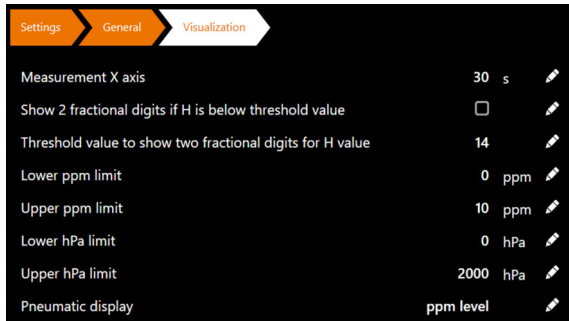 Settings General Visualization
Measurement X axis 30 s
Show 2 fractional digits if H is below threshold value
Threshold value to show two fractional digits for H value 14
Lower ppm limit 0 ppm
Upper ppm limit 10 ppm
Lower hPa limit 0 hPa
Upper hPa limit 2000 hPa
Pneumatic display ppm level